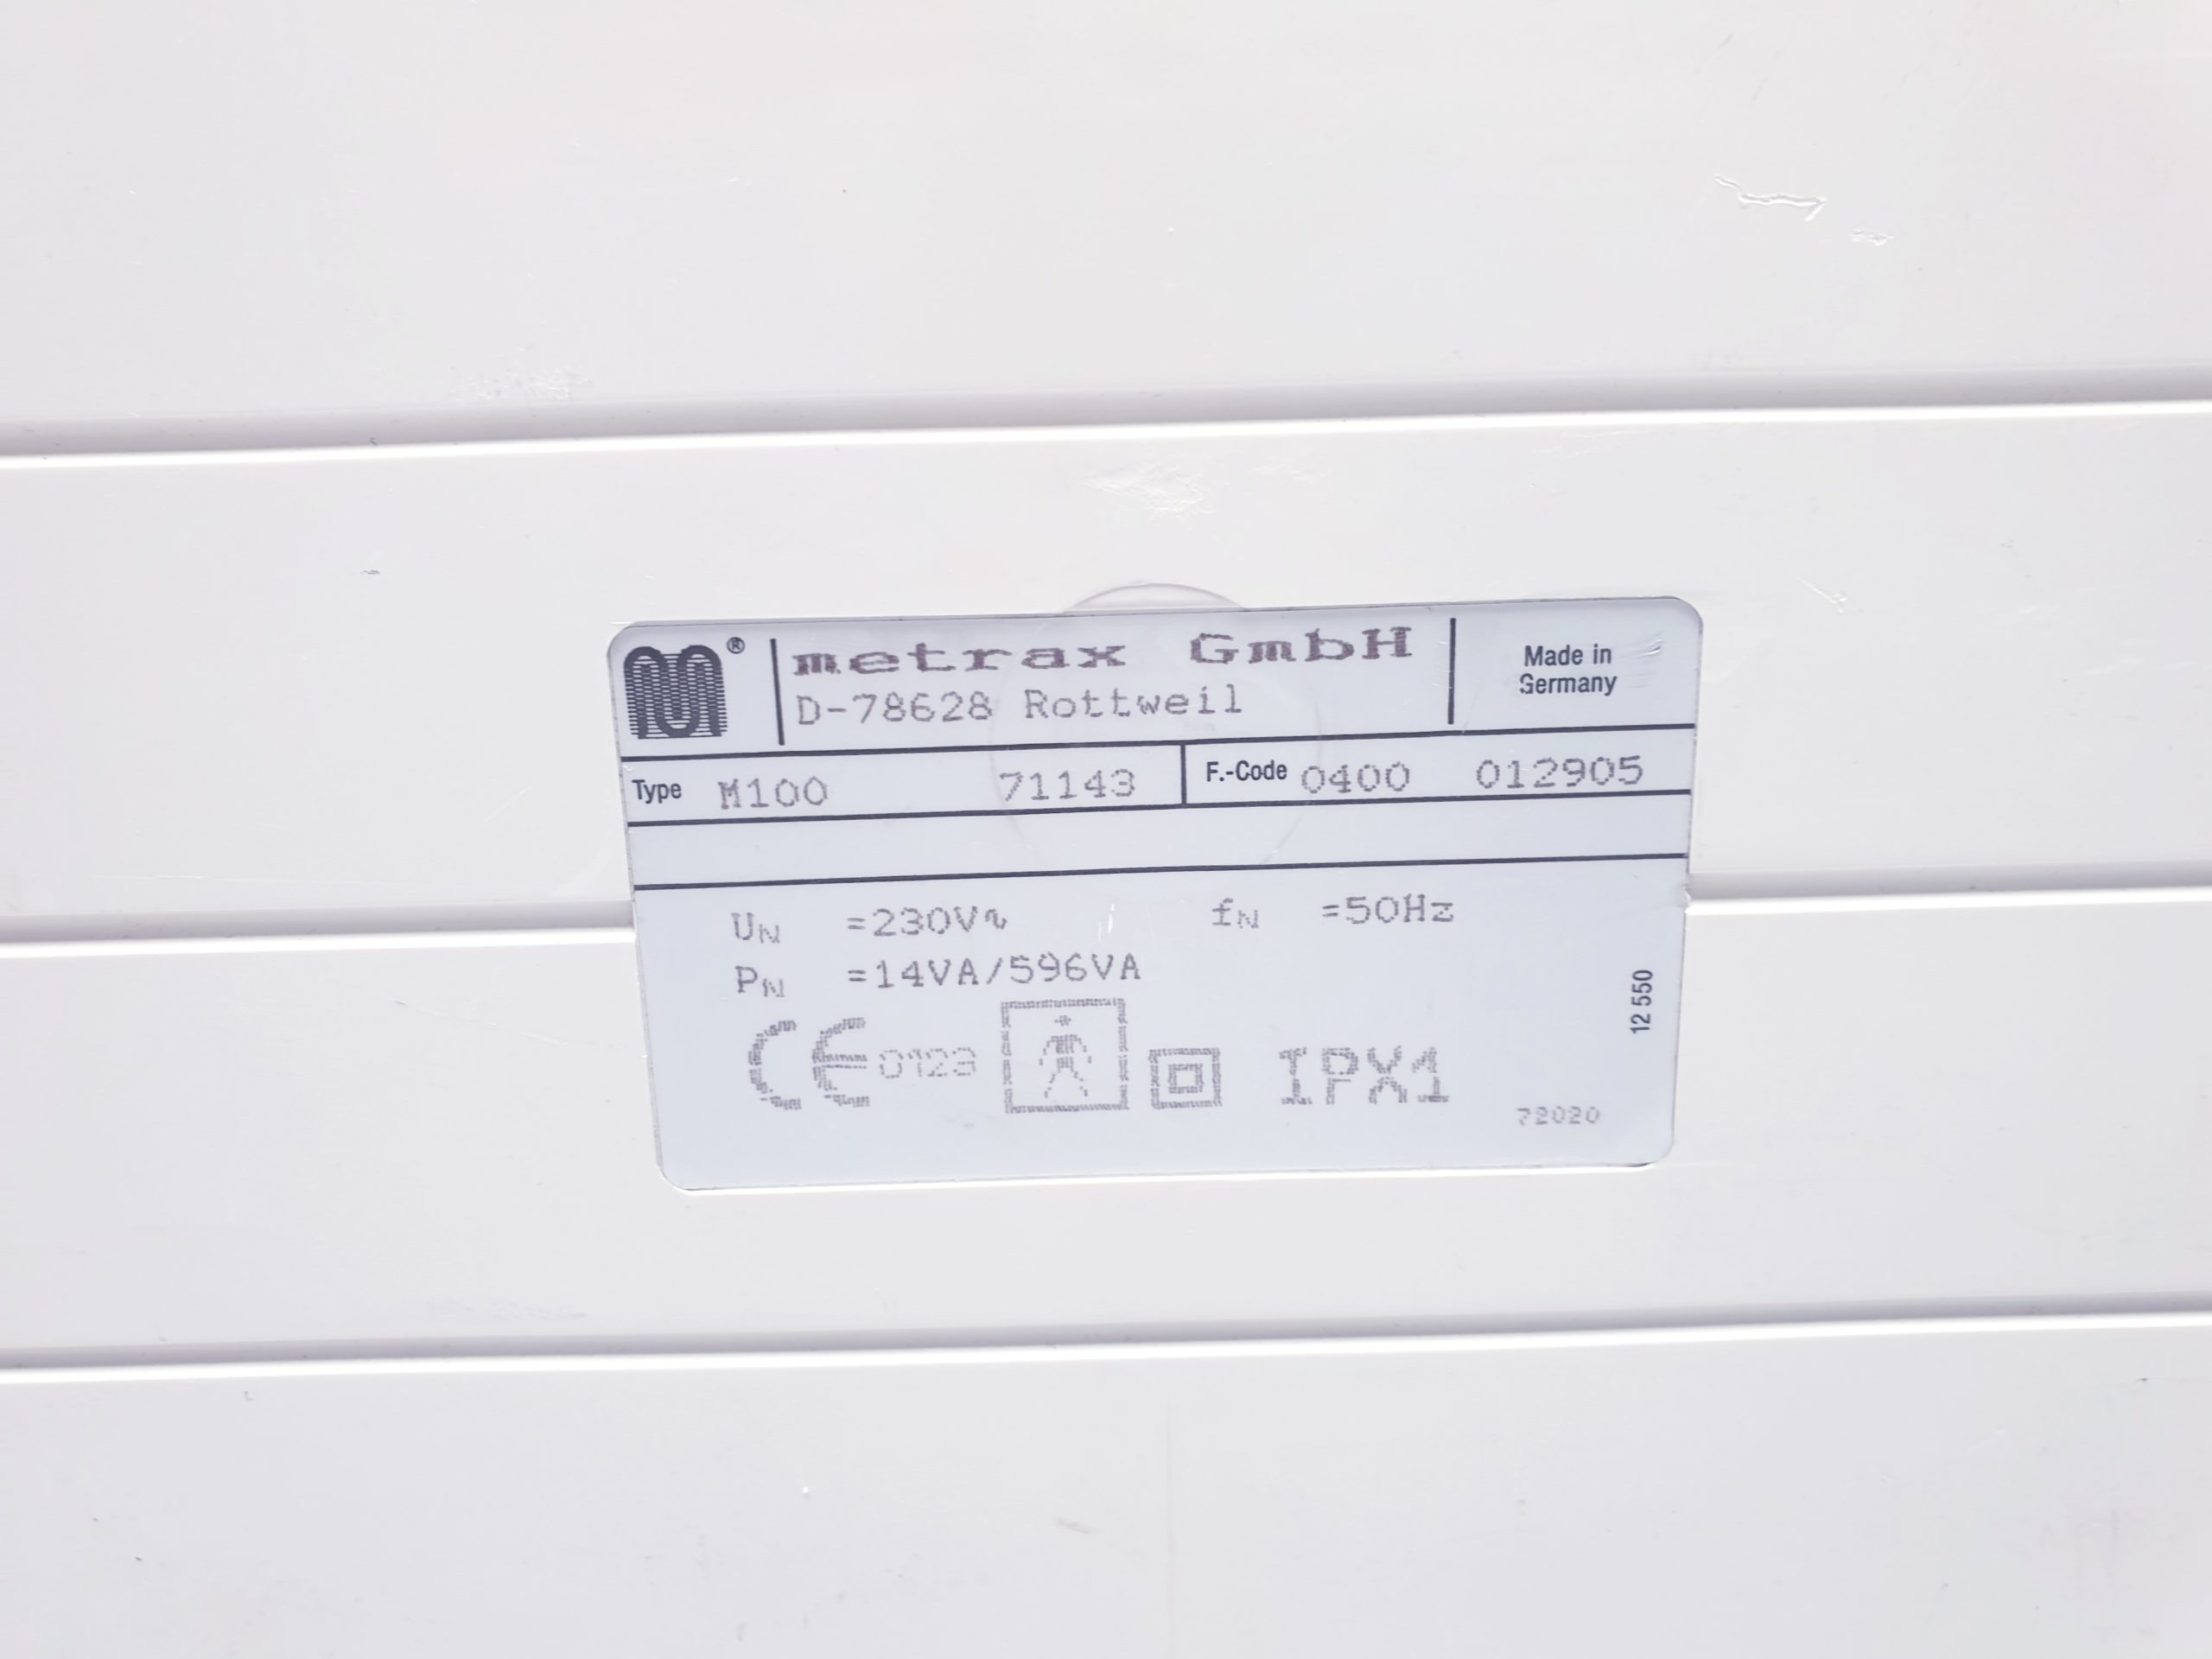 ® metrax GmbH
D-78628 Rottweil
Made in
Germany
Type M100 71143 F.-Code 0400 012905
UN =230V~ fN =50Hz
PN =14VA/596VA
12 550
CE 0123 IPX1
72020